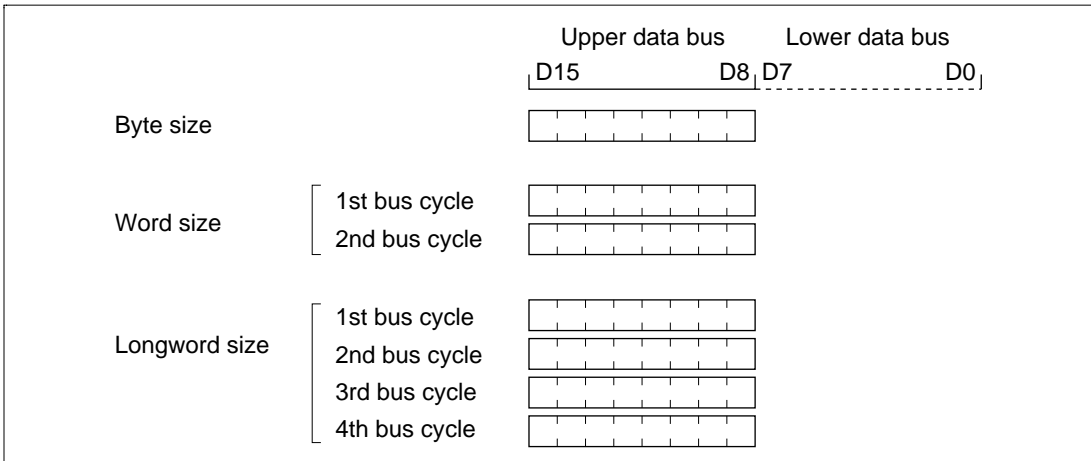 Upper data bus Lower data bus
D15 D8 D7 D0
Byte size
Word size
1st bus cycle
2nd bus cycle
Longword size
1st bus cycle
2nd bus cycle
3rd bus cycle
4th bus cycle